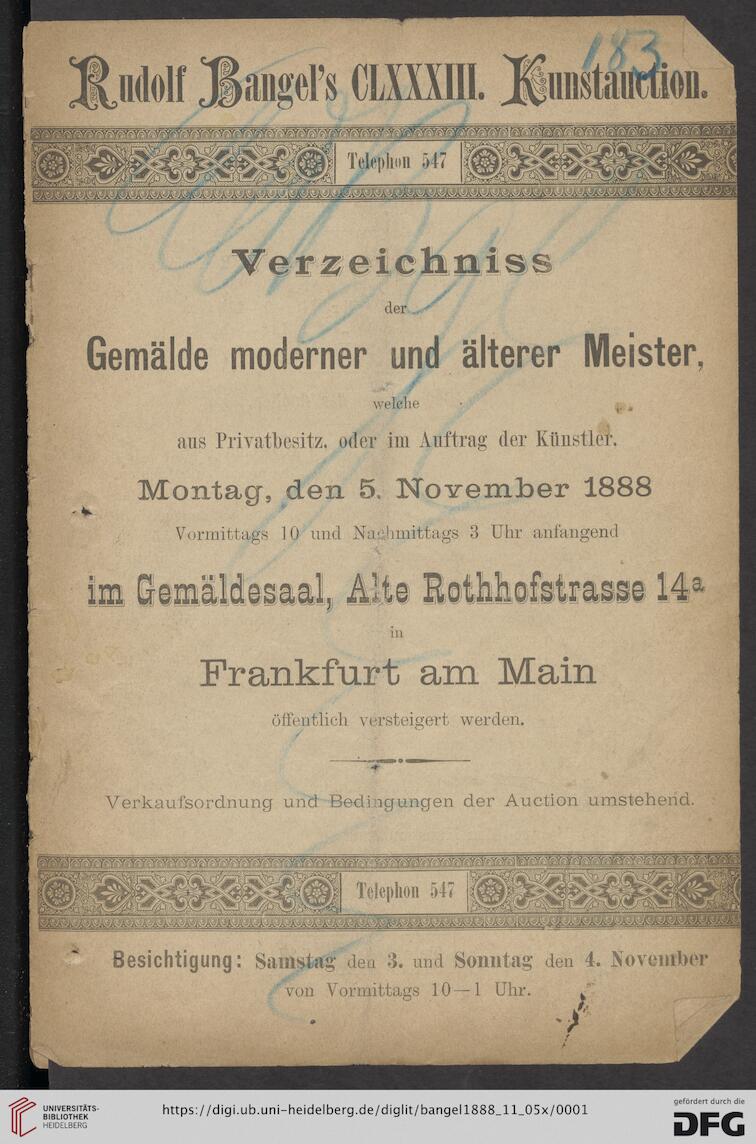 183
Rudolf Bangel's CLXXXIII. Kunstauction.
Telephon 547
Verzeichniss
der
Gemälde moderner und älterer Meister,
welche
aus Privatbesitz, oder im Auftrag der Künstler,
Montag, den 5. November 1888
Vormittags 10 und Nachmittags 3 Uhr anfangend
im Gemäldesaal, Alte Rothhofstrasse 14a
in
Frankfurt am Main
öffentlich versteigert werden.
Verkaufsordnung und Bedingungen der Auction umstehend.
Telephon 547
Besichtigung: Samstag den 3. und Sonntag den 4. November
von Vormittags 10—1 Uhr.
UNIVERSITÄTS-
BIBLIOTHEK
HEIDELBERG
https://digi.ub.uni-heidelberg.de/diglit/bangel1888_11_05x/0001
gefördert durch die
DFG